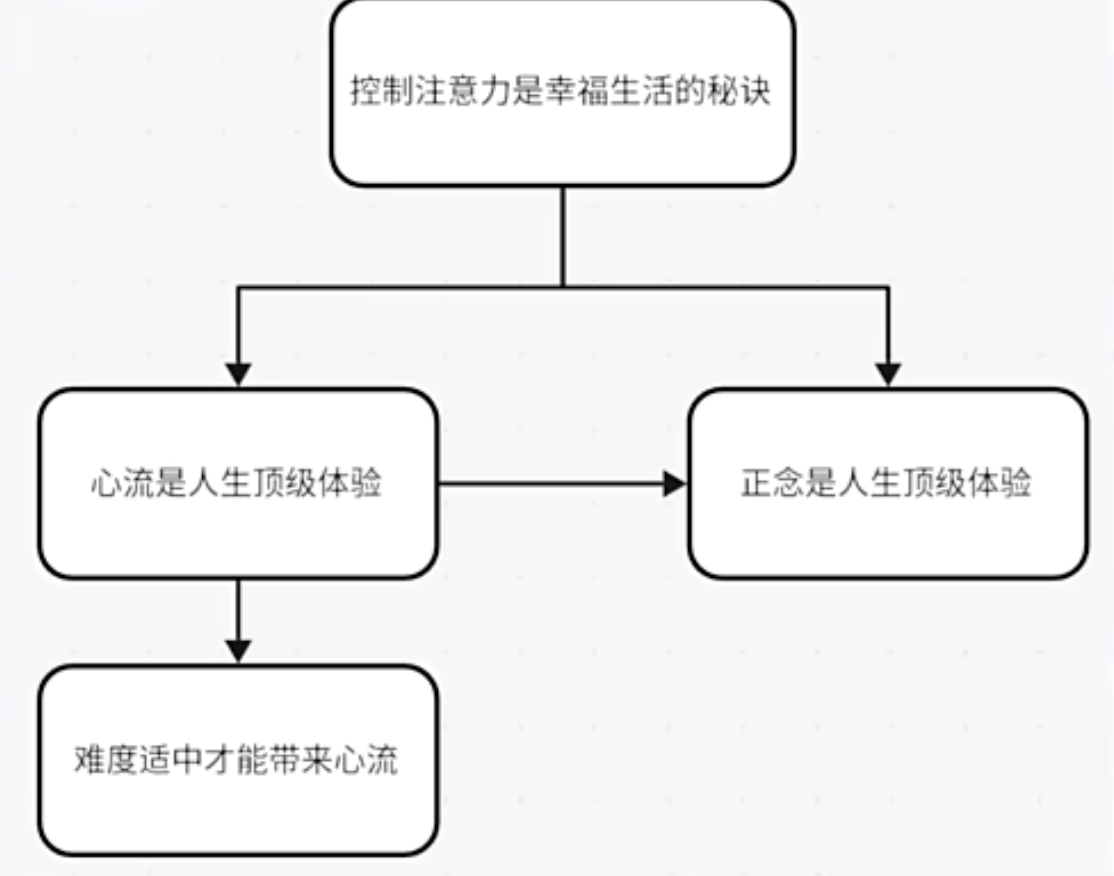 控制注意力是幸福生活的秘诀
心流是人生顶级体验
正念是人生顶级体验
难度适中才能带来心流